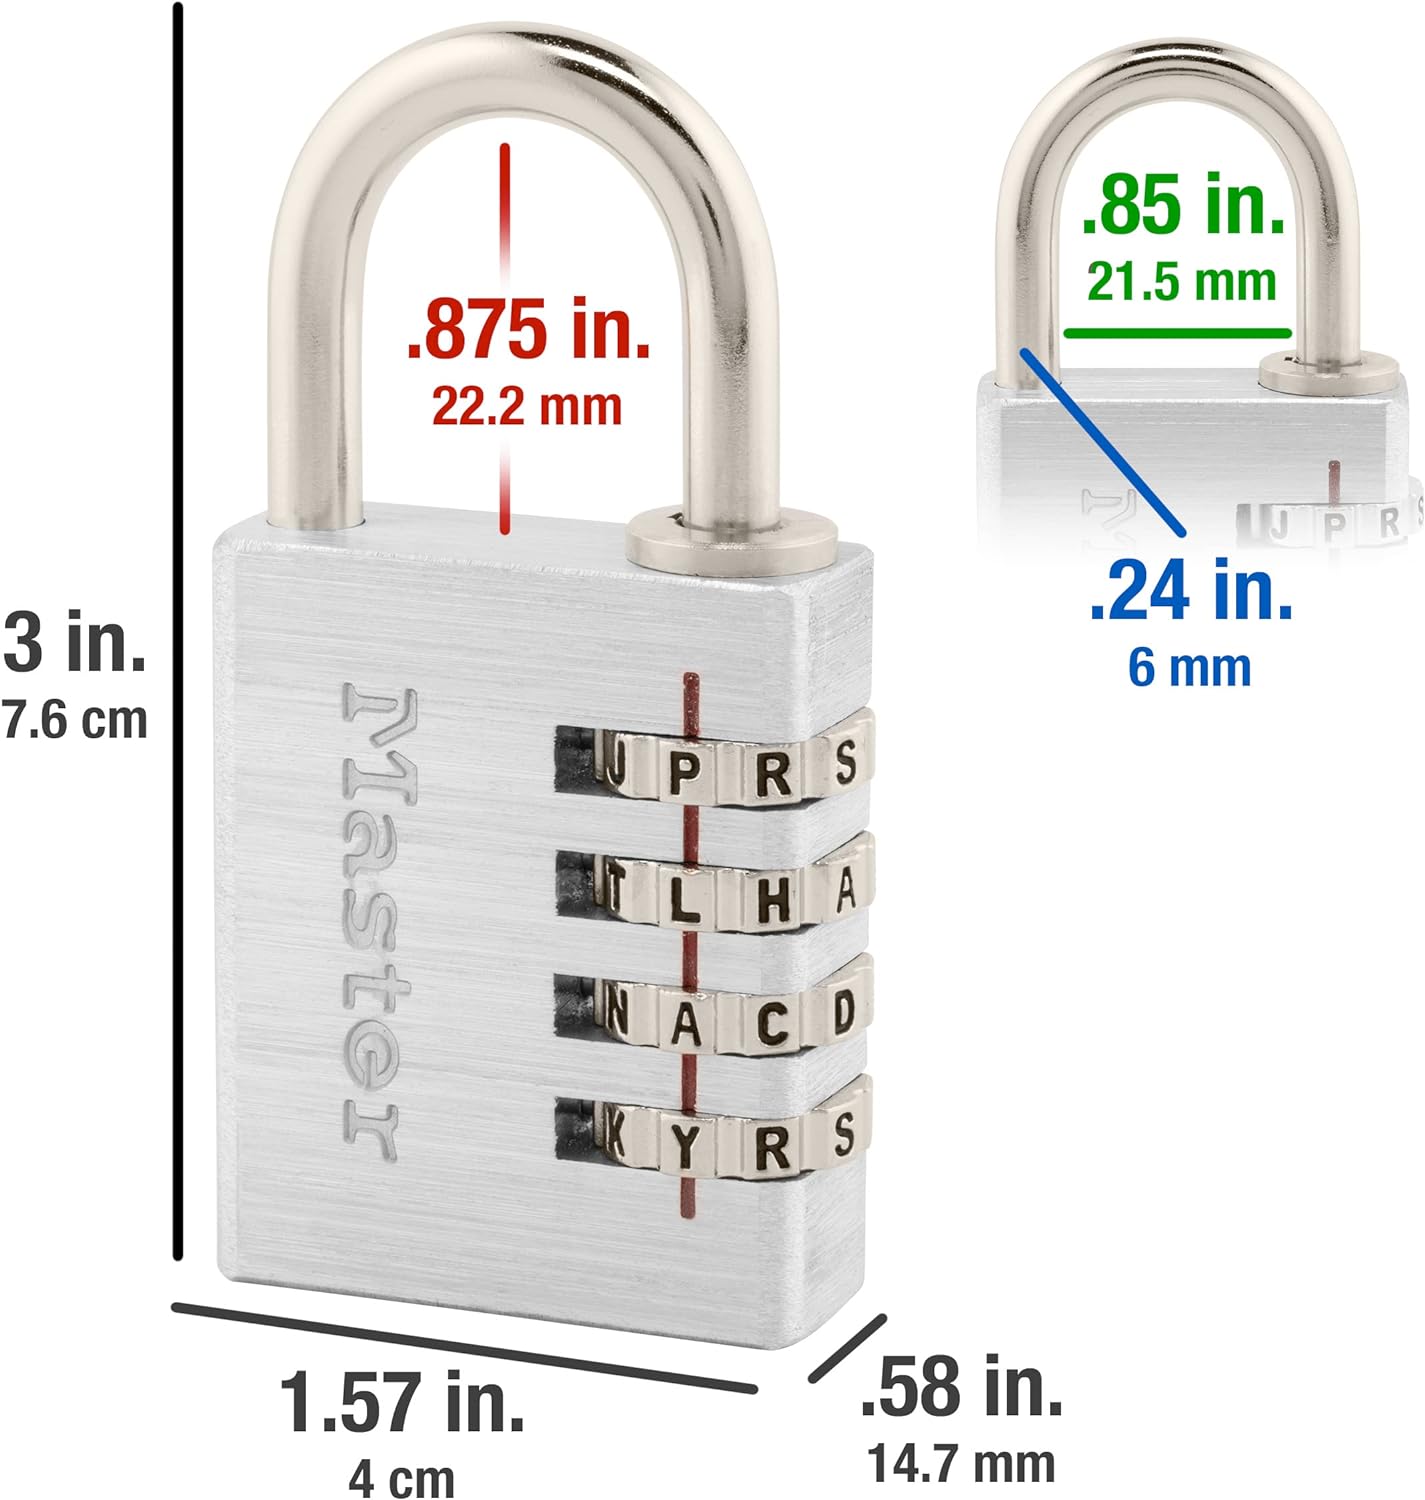 .85 in.
21.5 mm
.875 in.
22.2 mm
J P R S
.24 in.
6 mm
3 in.
7.6 cm
Master
J P R S
T L H A
N A C D
K Y R S
1.57 in.
4 cm
.58 in.
14.7 mm